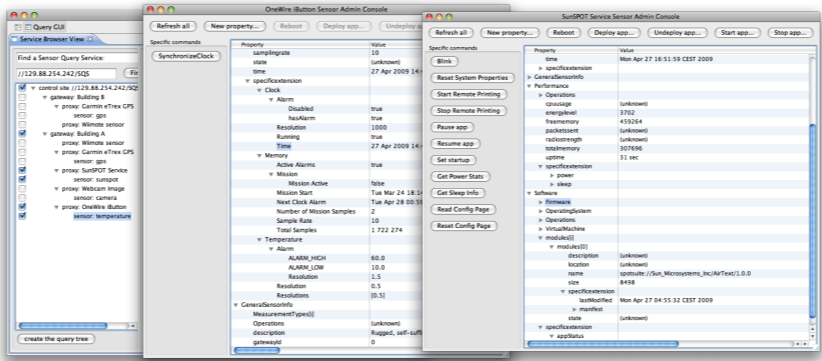 Query GUI
Service Browser View
Find a Sensor Query Service:
//129.88.254.242/SQS
control site //129.88.254.242/SQS
gateway: Building B
proxy: Garmin eTrex GPS
sensor: gps
proxy: Wiimote sensor
gateway: Building A
proxy: Wiimote sensor
proxy: Garmin eTrex GPS
sensor: gps
proxy: SunSPOT Service
sensor: sunspot
proxy: Webcam Image
sensor: camera
proxy: OneWire iButton
sensor: temperature
create the query tree
OneWire iButton Sensor Admin Console
Refresh all New property... Reboot Deploy app... Undeploy
Specific commands
SynchronizeClock
Property Value
samplingrate 10
state (unknown)
time 27 Apr 2009
specificextension
Clock
Alarm
Disabled true
hasAlarm true
Resolution 1000
Running true
Time 27 Apr 2009
Memory
Active Alarms true
Mission
Mission Active false
Mission Start Tue Mar 24
Next Clock Alarm Tue Apr 28
Number of Mission Samples 2
Sample Rate 10
Total Samples 1 722 274
Temperature
Alarm
ALARM_HIGH 60.0
ALARM_LOW 10.0
Resolution 1.5
Resolution 0.5
Resolutions [0.5]
GeneralSensorInfo
MeasurementTypes[i]
Operations (unknown)
description Rugged,
gatewayId 0
SunSPOT Service Sensor Admin Console
Refresh all New property... Reboot Deploy app... Undeploy app... Start app... Stop app...
Specific commands
Blink
Reset System Properties
Start Remote Printing
Stop Remote Printing
Pause app
Resume app
Set startup
Get Power Stats
Get Sleep Info
Read Config Page
Reset Config Page
Property Value
time Mon Apr 27 16:51:59 CEST 2009
specificextension
GeneralSensorInfo
Performance
Operations
cpuusage (unknown)
energylevel 3702
freememory 459264
packetssent (unknown)
radiostrength (unknown)
totalmemory 307696
uptime 31 sec
specificextension
power
sleep
Software
Firmware
OperatingSystem
Operations
VirtualMachine
modules[i]
modules[0]
description (unknown)
location (unknown)
name spotsuite://Sun_Microsystems_Inc/AirText/1.0.0
size 8498
specificextension
lastModified Mon Apr 27 04:55:32 CEST 2009
manifest
state (unknown)
specificextension
appStatus